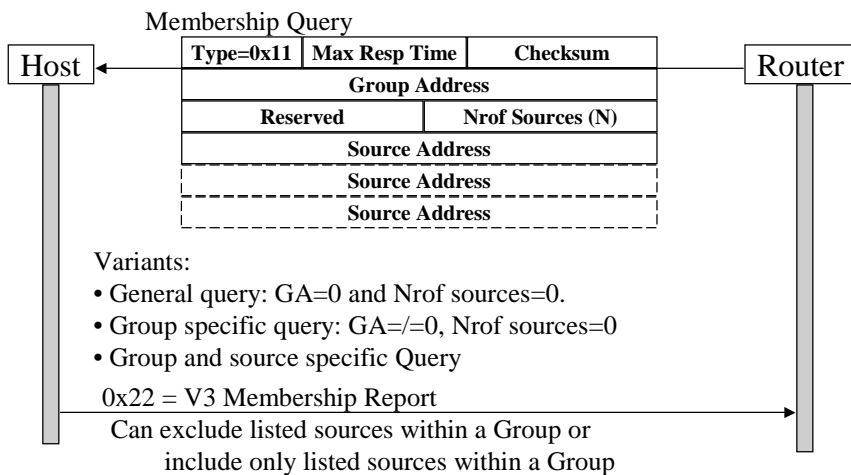 Membership Query
Host
Type=0x11 Max Resp Time Checksum
Router
Group Address
Reserved Nrof Sources (N)
Source Address
Source Address
Source Address
Variants:
• General query: GA=0 and Nrof sources=0.
• Group specific query: GA=/=0, Nrof sources=0
• Group and source specific Query
0x22 = V3 Membership Report
Can exclude listed sources within a Group or
include only listed sources within a Group